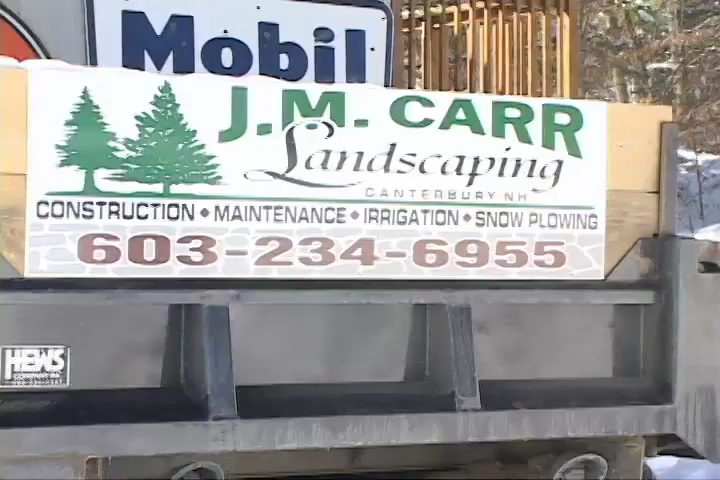 Mobil
J.M. CARR
Landscaping
CANTERBURY NH
CONSTRUCTION • MAINTENANCE • IRRIGATION • SNOW PLOWING
603-234-6955
HEWS